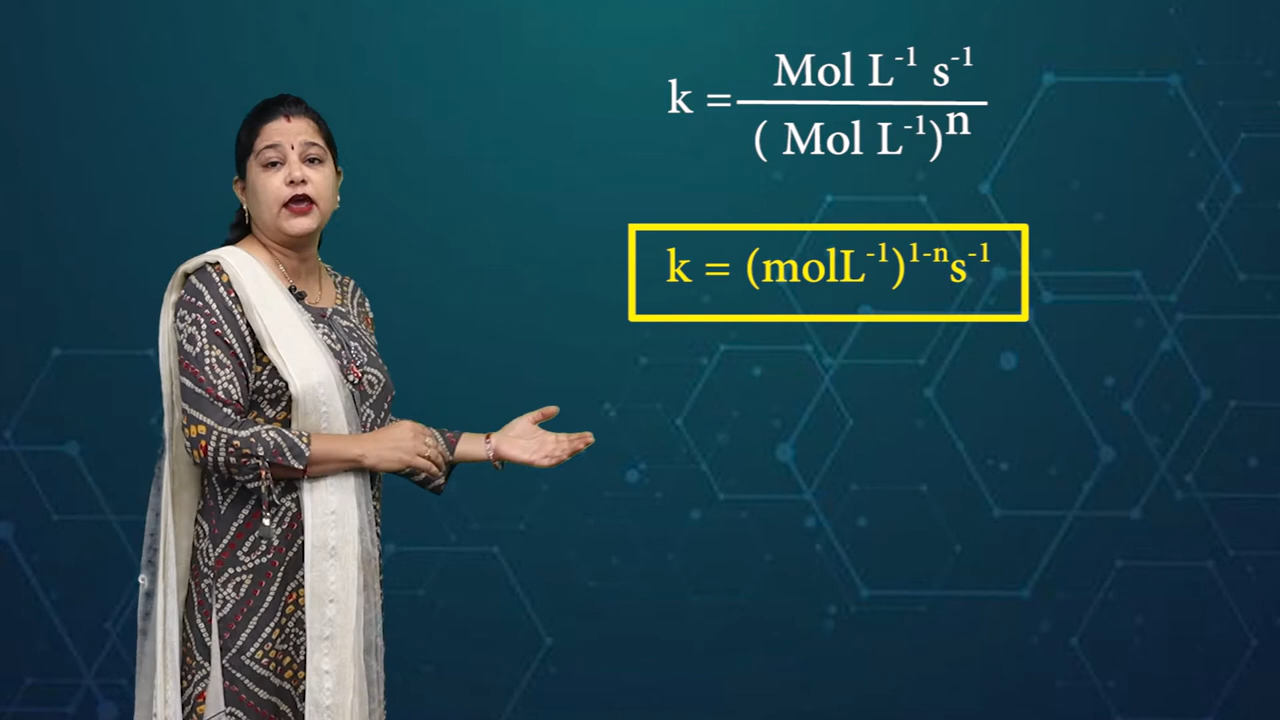 k = Mol L⁻¹ s⁻¹ / ( Mol L⁻¹)ⁿ
k = (molL⁻¹)¹⁻ⁿs⁻¹